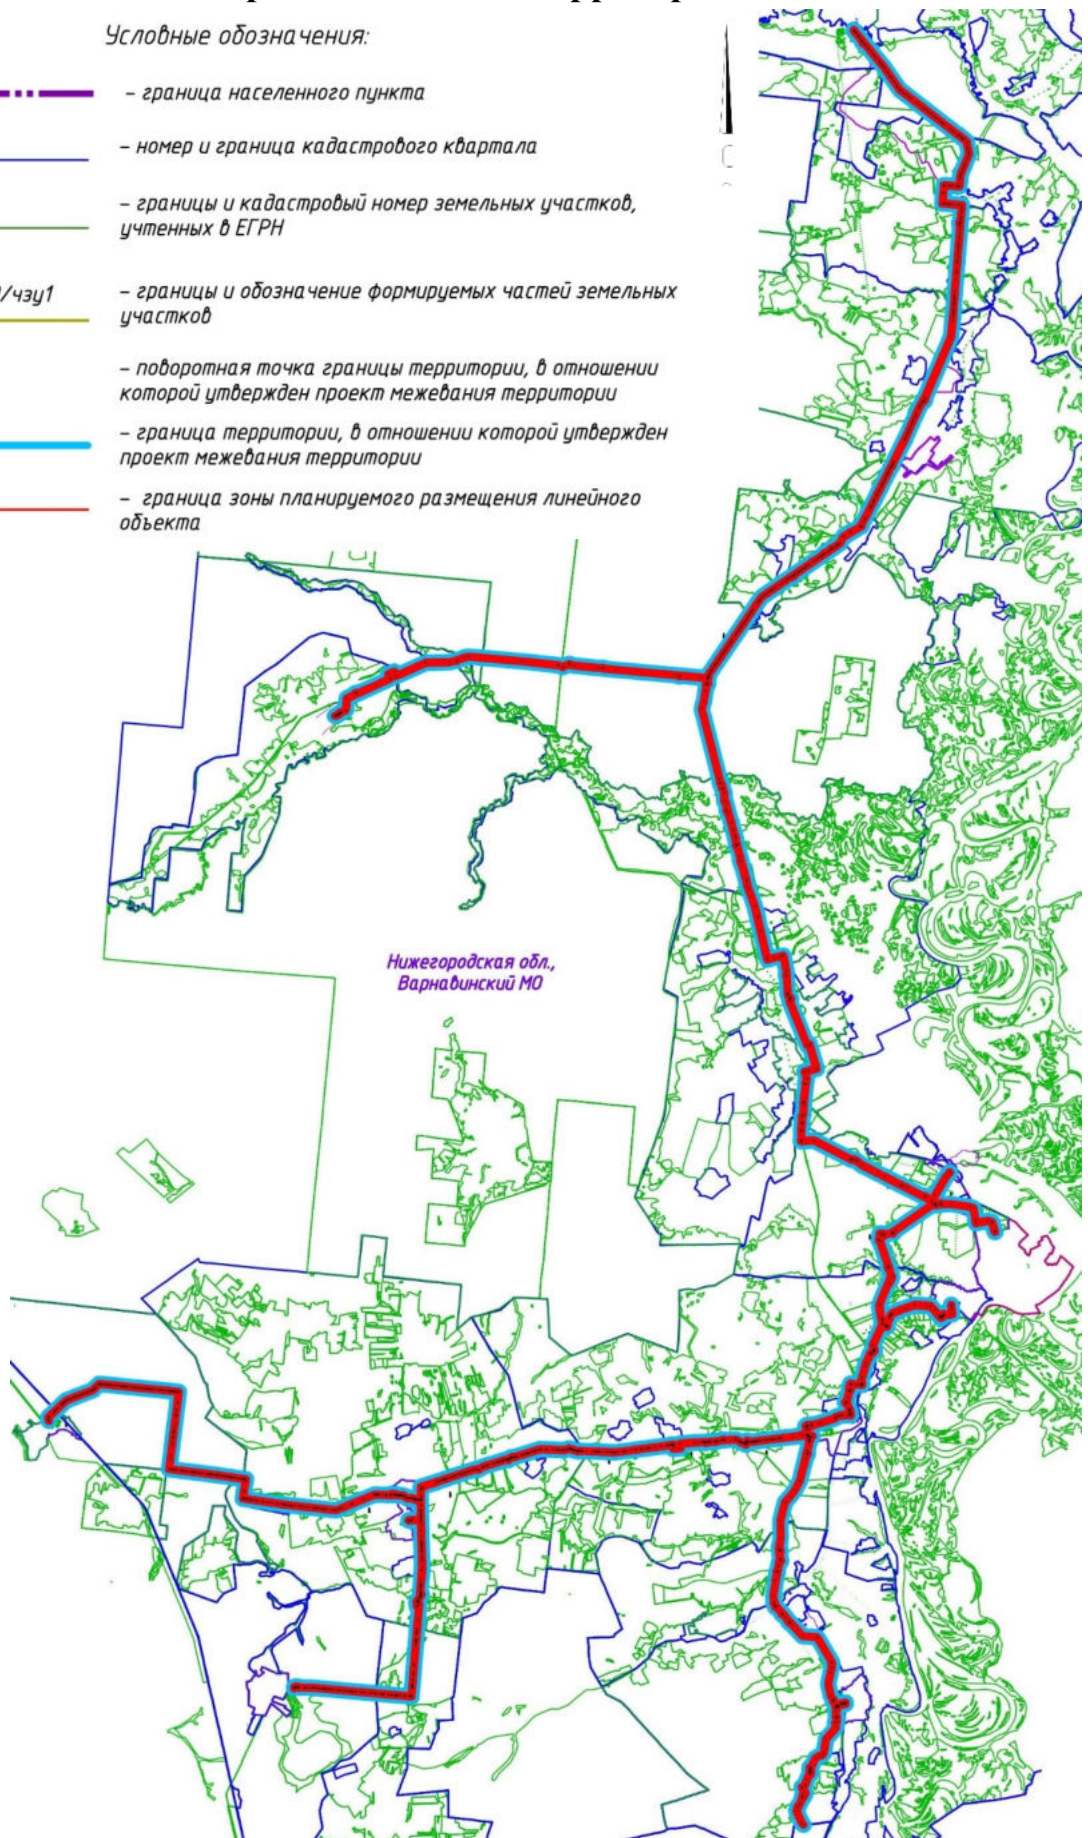 Условные обозначения:
- граница населенного пункта
- номер и граница кадастрового квартала
- границы и кадастровый номер земельных участков,
учтенных в ЕГРН
/чзу1
- границы и обозначение формируемых частей земельных
участков
- поворотная точка границы территории, в отношении
которой утвержден проект межевания территории
- граница территории, в отношении которой утвержден
проект межевания территории
- граница зоны планируемого размещения линейного
объекта
Нижегородская обл.,
Варнавинский МО